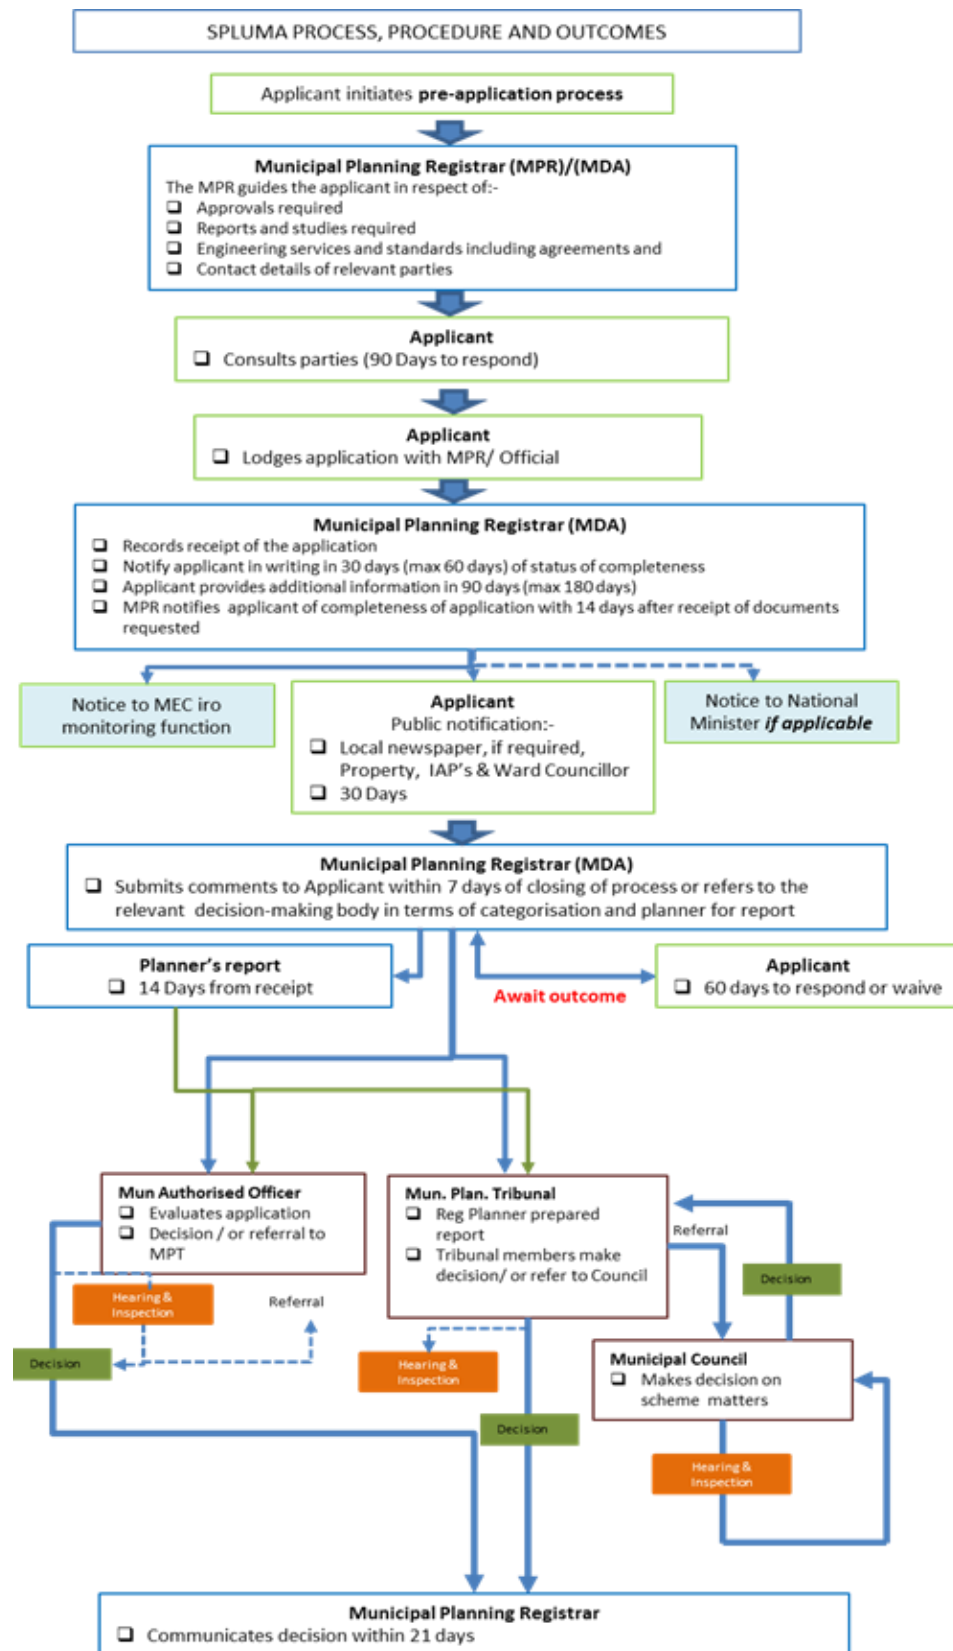 SPLUMA PROCESS, PROCEDURE AND OUTCOMES
Applicant initiates pre-application process
Municipal Planning Registrar (MPR)/(MDA)
The MPR guides the applicant in respect of:-
❑ Approvals required
❑ Reports and studies required
❑ Engineering services and standards including agreements and
❑ Contact details of relevant parties
Applicant
❑ Consults parties (90 Days to respond)
Applicant
❑ Lodges application with MPR/ Official
Municipal Planning Registrar (MDA)
❑ Records receipt of the application
❑ Notify applicant in writing in 30 days (max 60 days) of status of completeness
❑ Applicant provides additional information in 90 days (max 180 days)
❑ MPR notifies applicant of completeness of application with 14 days after receipt of documents
requested
Notice to MEC iro
monitoring function
Applicant
Public notification:-
❑ Local newspaper, if required,
Property, IAP's & Ward Councillor
❑ 30 Days
Notice to National
Minister if applicable
Municipal Planning Registrar (MDA)
❑ Submits comments to Applicant within 7 days of closing of process or refers to the
relevant decision-making body in terms of categorisation and planner for report
Planner's report
❑ 14 Days from receipt
Await outcome
Applicant
❑ 60 days to respond or waive
Mun Authorised Officer
❑ Evaluates application
❑ Decision / or referral to
MPT
Mun. Plan. Tribunal
❑ Reg Planner prepared
report
❑ Tribunal members make
decision/ or refer to Council
Referral
Decision
Hearing &
Inspection
Referral
Decision
Hearing &
Inspection
Municipal Council
❑ Makes decision on
scheme matters
Decision
Hearing &
Inspection
Municipal Planning Registrar
❑ Communicates decision within 21 days